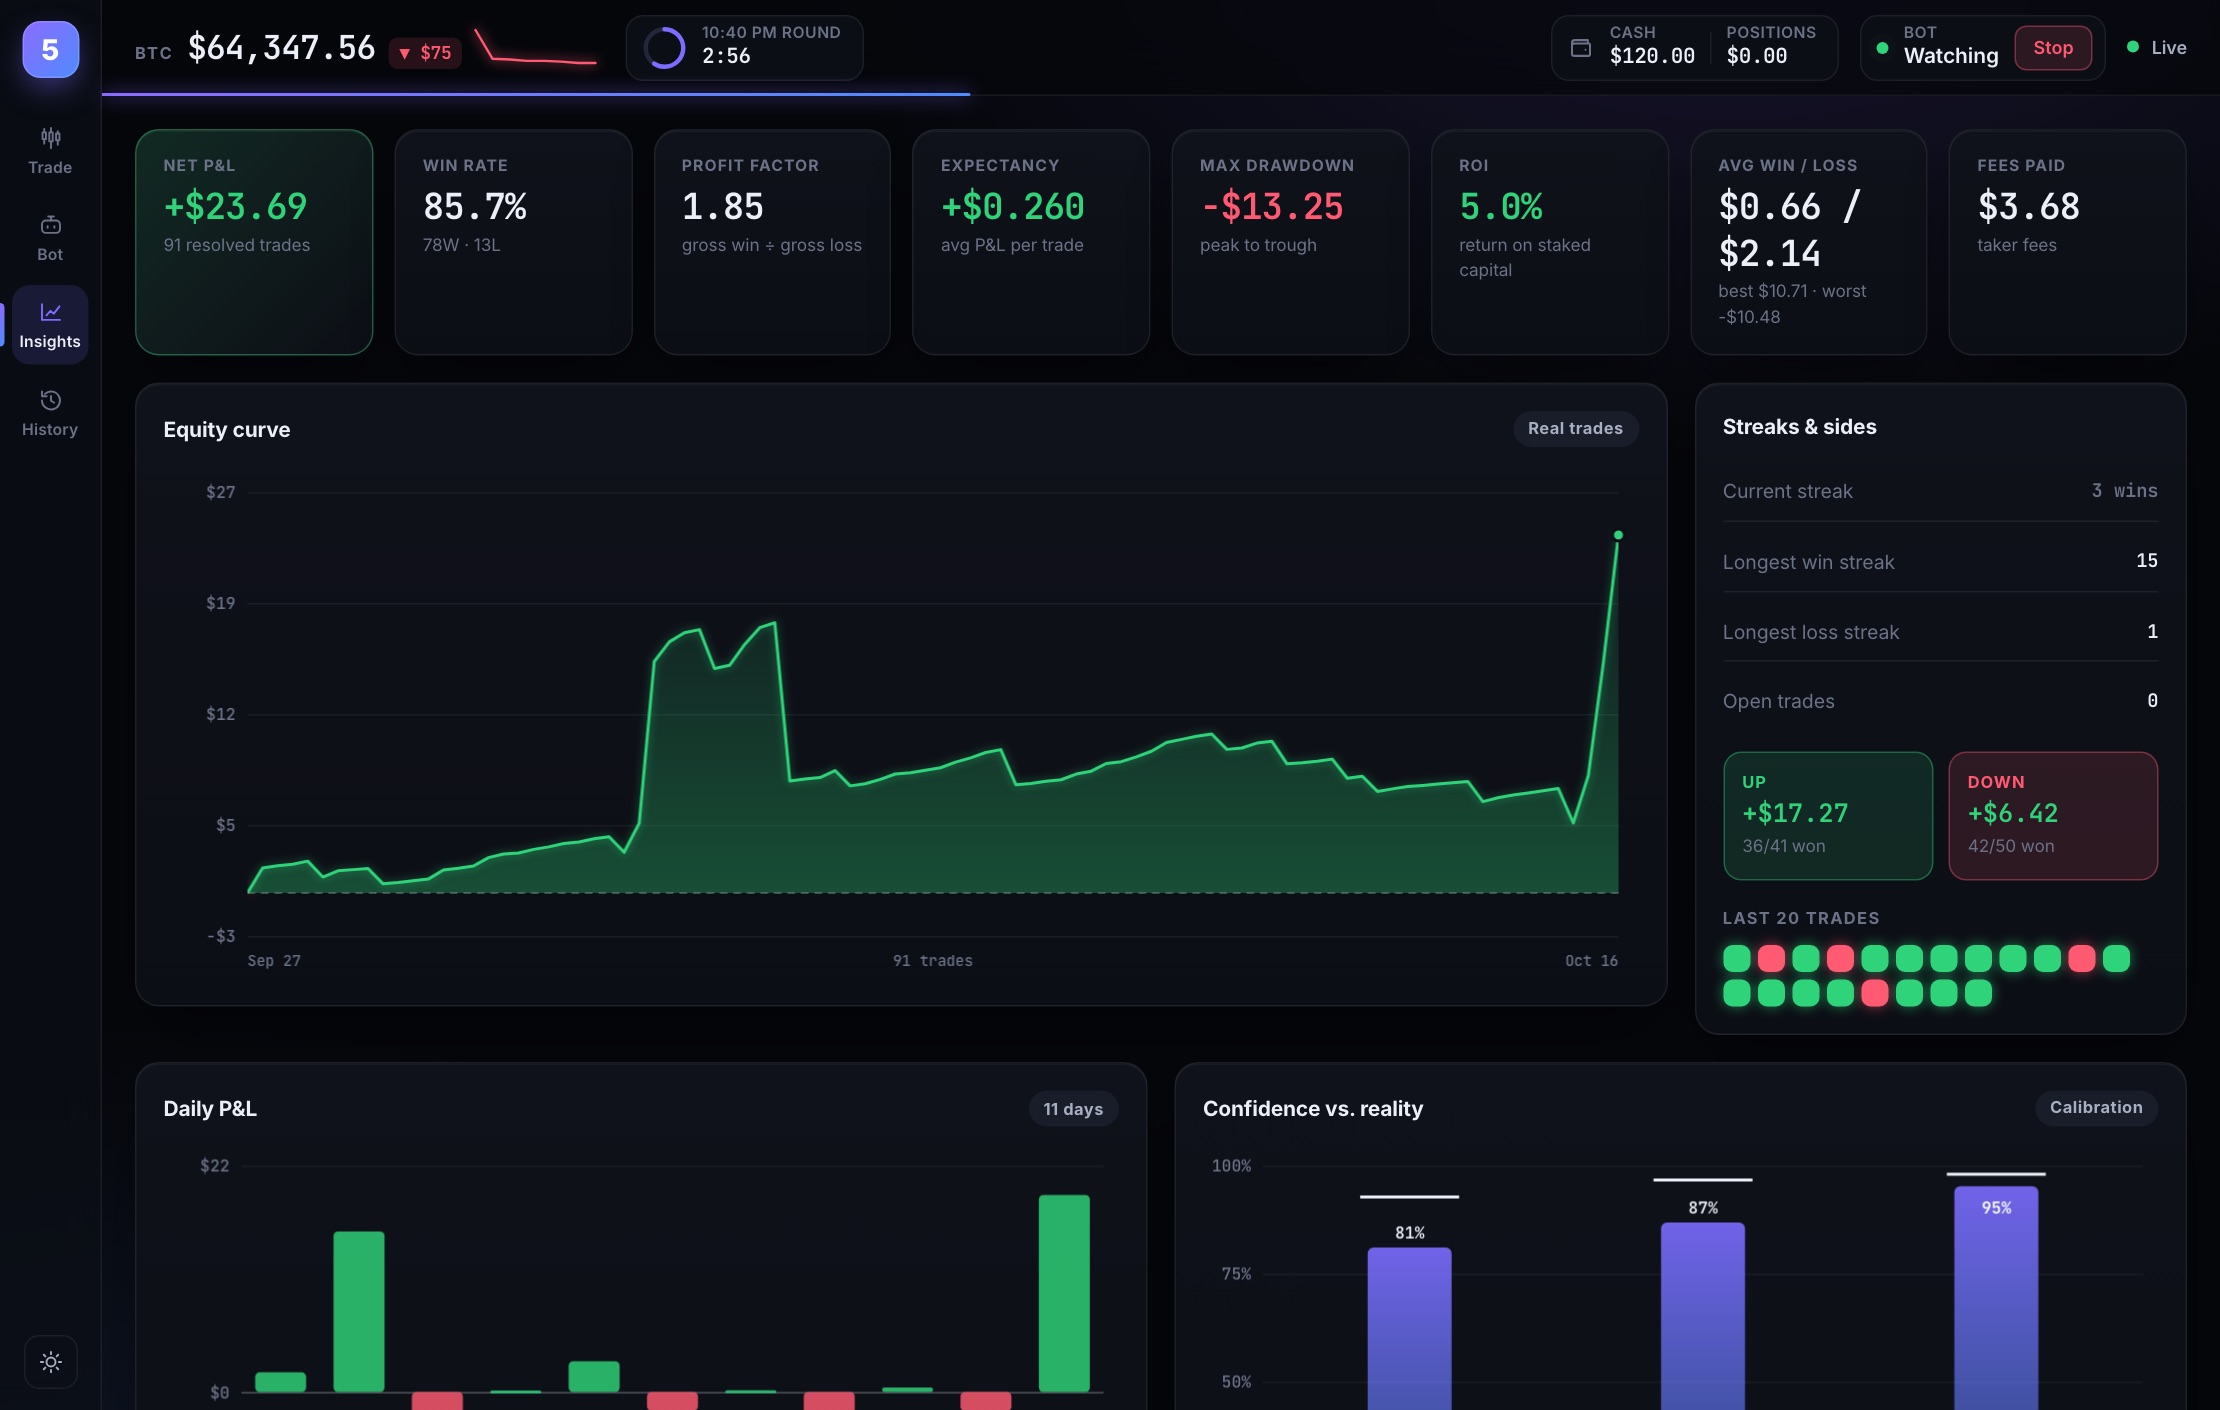 5
BTC $64,347.56 ▼ $75
10:40 PM ROUND
2:56
CASH
$120.00
POSITIONS
$0.00
BOT
Watching
Stop
Live
Trade
Bot
Insights
History
NET P&L
+$23.69
91 resolved trades
WIN RATE
85.7%
78W · 13L
PROFIT FACTOR
1.85
gross win ÷ gross loss
EXPECTANCY
+$0.260
avg P&L per trade
MAX DRAWDOWN
-$13.25
peak to trough
ROI
5.0%
return on staked
capital
AVG WIN / LOSS
$0.66 /
$2.14
best $10.71 · worst
-$10.48
FEES PAID
$3.68
taker fees
Equity curve
Real trades
$27
$19
$12
$5
-$3
Sep 27
91 trades
Oct 16
Streaks & sides
Current streak 3 wins
Longest win streak 15
Longest loss streak 1
Open trades 0
UP
+$17.27
36/41 won
DOWN
+$6.42
42/50 won
LAST 20 TRADES
Daily P&L
11 days
$22
$0
Confidence vs. reality
Calibration
100%
75%
50%
81%
87%
95%